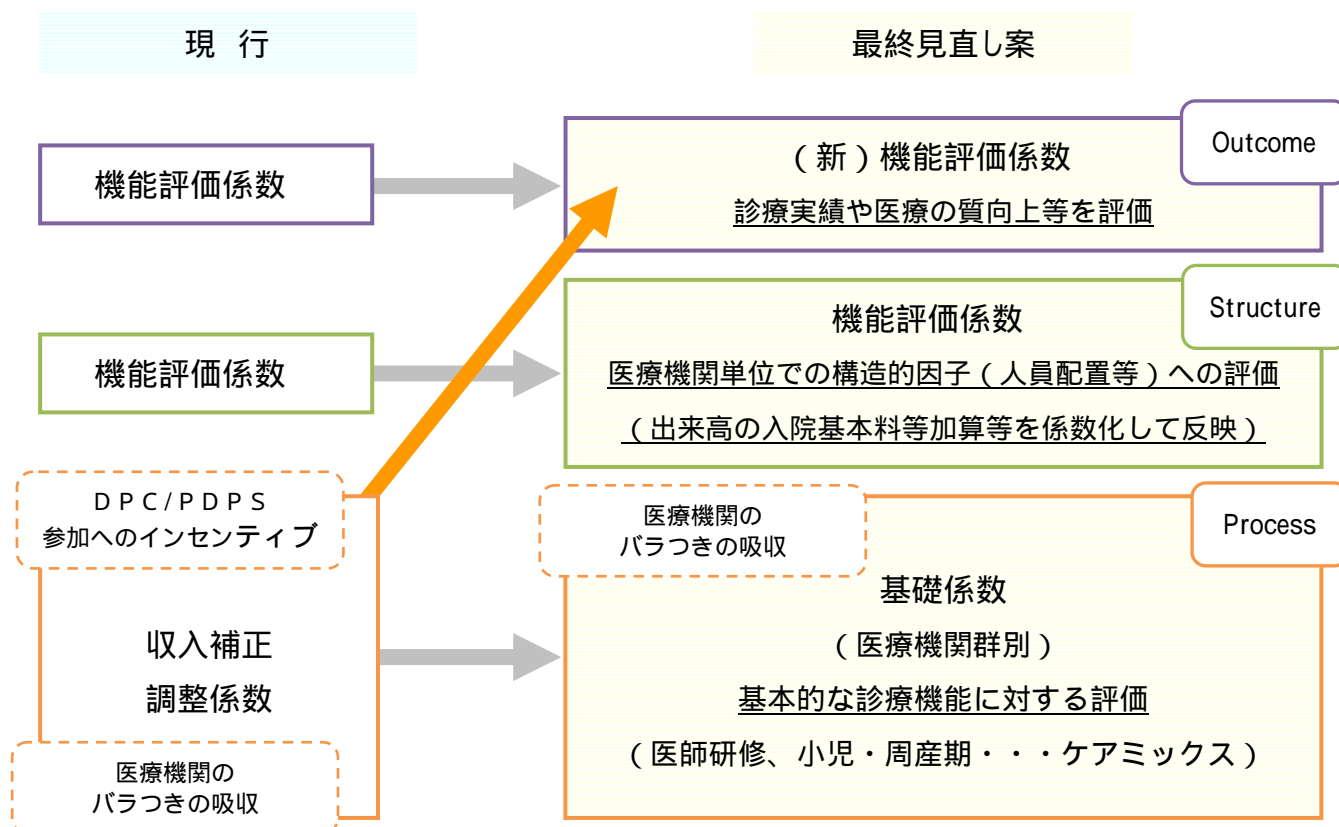 現 行
最終見直し案
機能評価係数
(新)機能評価係数
診療実績や医療の質向上等を評価
Outcome
機能評価係数
機能評価係数
医療機関単位での構造的因子(人員配置等)への評価
(出来高の入院基本料等加算等を係数化して反映)
Structure
DPC/PDPS
参加へのインセンティブ
収入補正
調整係数
医療機関の
バラつきの吸収
医療機関の
バラつきの吸収
Process
基礎係数
(医療機関群別)
基本的な診療機能に対する評価
(医師研修、小児・周産期・・・ケアミックス)